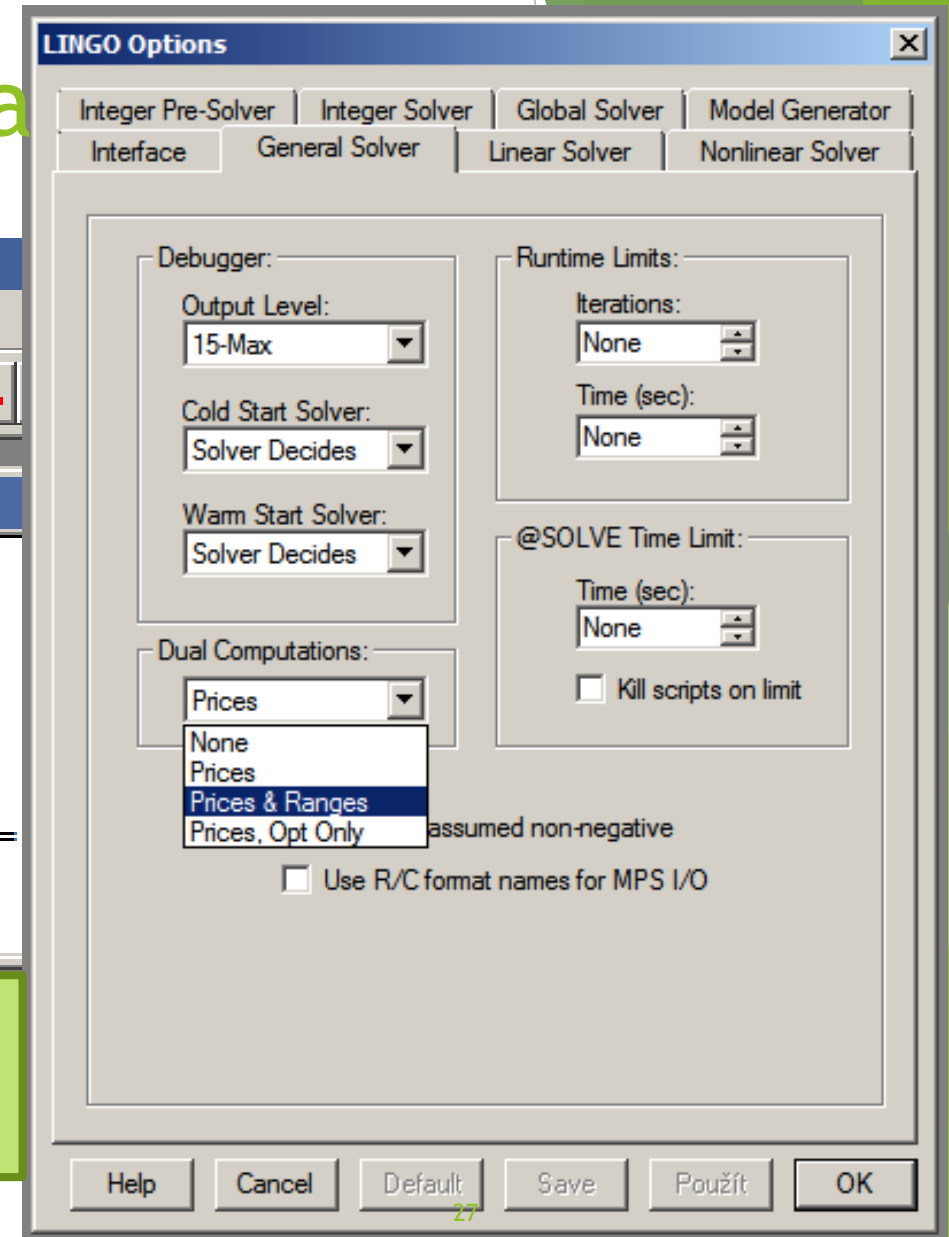 LINGO Options
a
Integer Pre-Solver Integer Solver Global Solver Model Generator
Interface General Solver Linear Solver Nonlinear Solver
Debugger:
Output Level:
15-Max
Cold Start Solver:
Solver Decides
Warm Start Solver:
Solver Decides
Dual Computations:
Prices
None
Prices
Prices & Ranges
Prices, Opt Only
Runtime Limits:
Iterations:
None
Time (sec):
None
@SOLVE Time Limit:
Time (sec):
None
Kill scripts on limit
assumed non-negative
Use R/C format names for MPS I/O
Help Cancel Default Save Použít OK
27